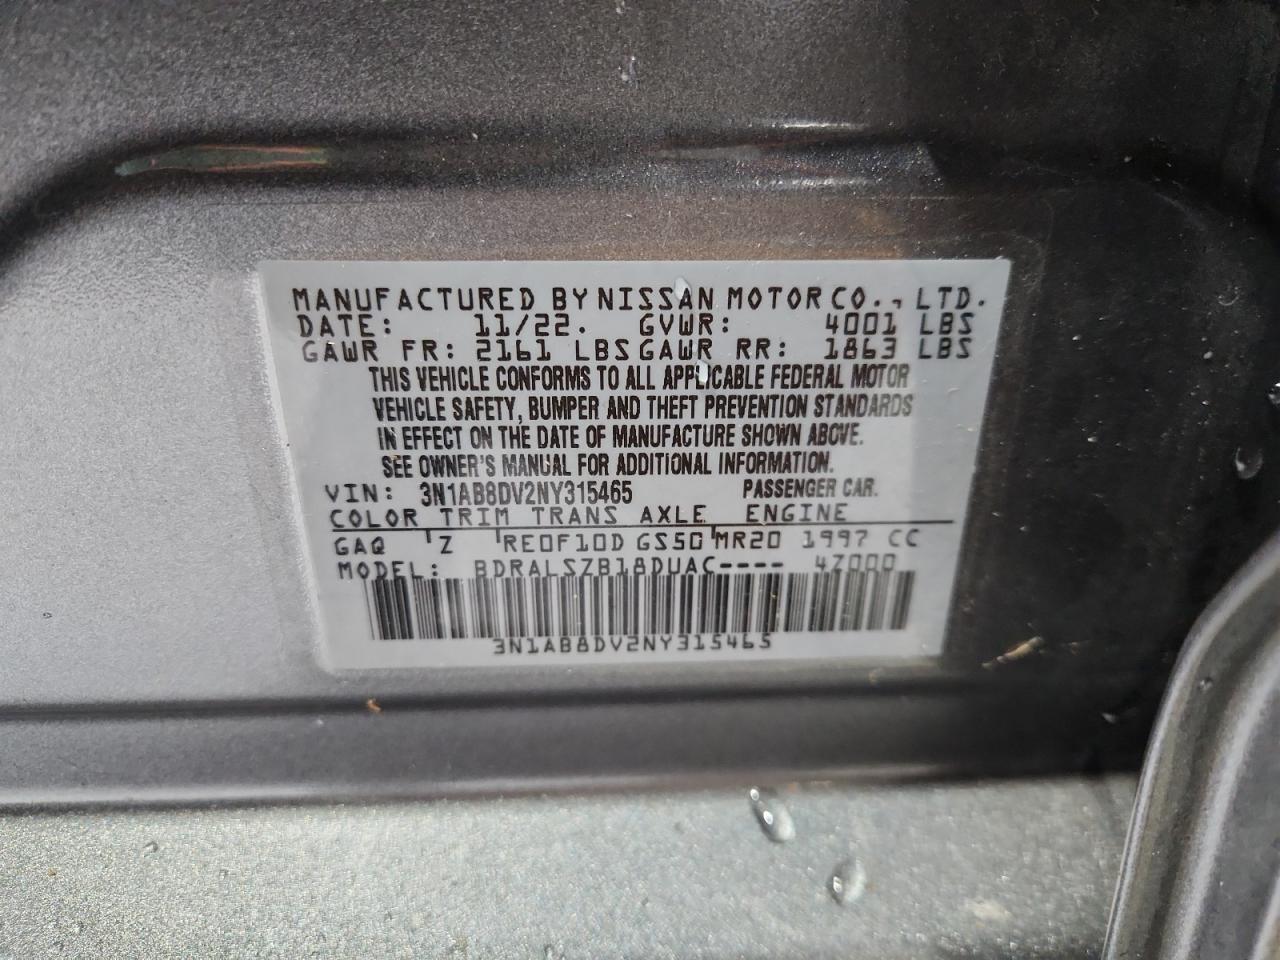 MANUFACTURED BY NISSAN MOTOR CO., LTD.
DATE: 11/22. GVWR: 4001 LBS
GAWR FR: 2161 LBS GAWR RR: 1863 LBS
THIS VEHICLE CONFORMS TO ALL APPLICABLE FEDERAL MOTOR
VEHICLE SAFETY, BUMPER AND THEFT PREVENTION STANDARDS
IN EFFECT ON THE DATE OF MANUFACTURE SHOWN ABOVE.
SEE OWNER'S MANUAL FOR ADDITIONAL INFORMATION.
VIN: 3N1AB8DV2NY315465 PASSENGER CAR.
COLOR TRIM TRANS AXLE ENGINE
GAQ Z RE0F10D GS50 MR20 1997 CC
MODEL: BDRALSZB18DUAC---- 4Z000
3N1AB8DV2NY315465